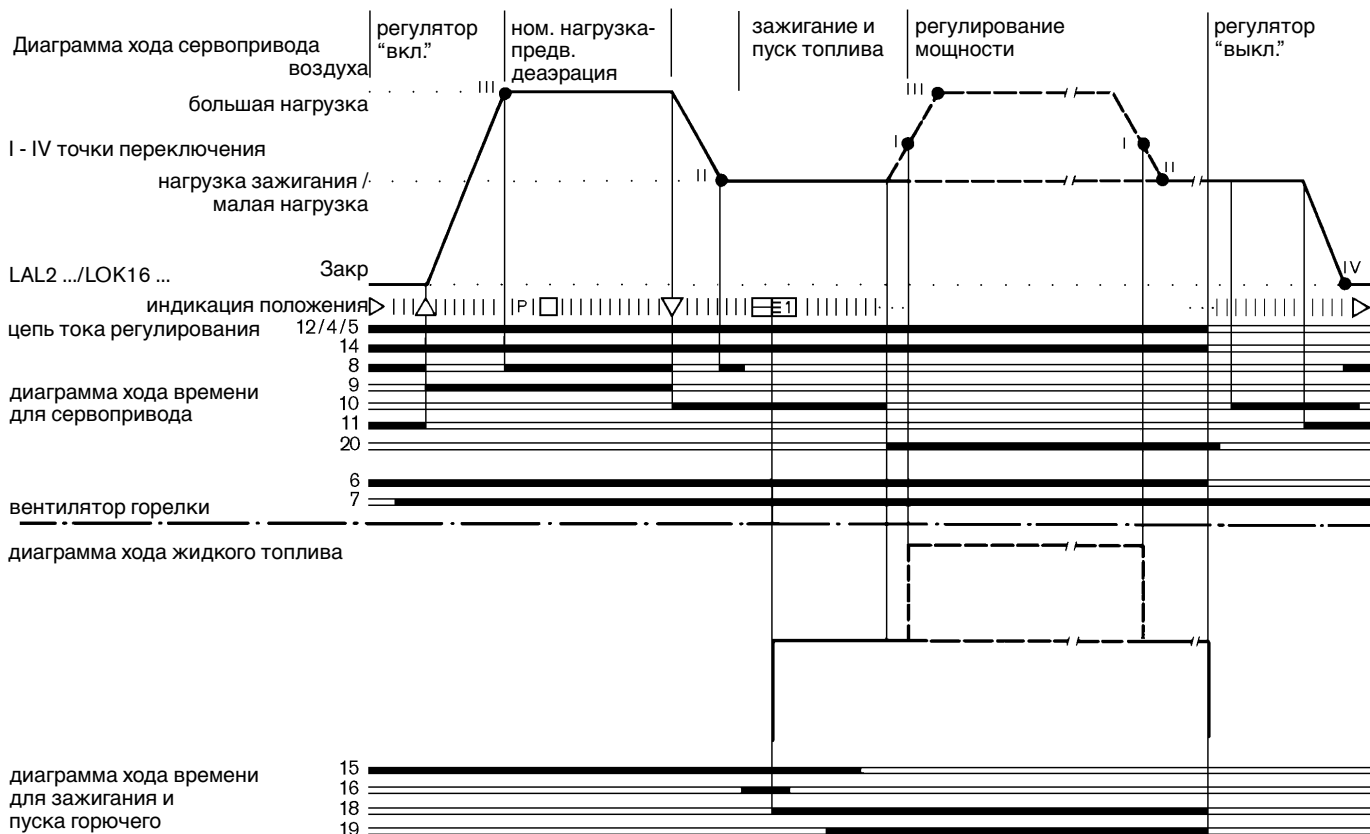 Диаграмма хода сервопривода
воздуха
регулятор
“вкл.”
ном. нагрузка-
предв.
деаэрация
зажигание и
пуск топлива
регулирование
мощности
регулятор
“выкл.”
большая нагрузка
III
III
I - IV точки переключения
I
I
нагрузка зажигания /
малая нагрузка
II
II
LAL2 .../LOK16 ...
Закр
IV
индикация положения
P
1
цепь тока регулирования
12/4/5
14
8
диаграмма хода времени
для сервопривода
9
10
11
20
6
вентилятор горелки
7
диаграмма хода жидкого топлива
диаграмма хода времени
для зажигания и
пуска горючего
15
16
18
19